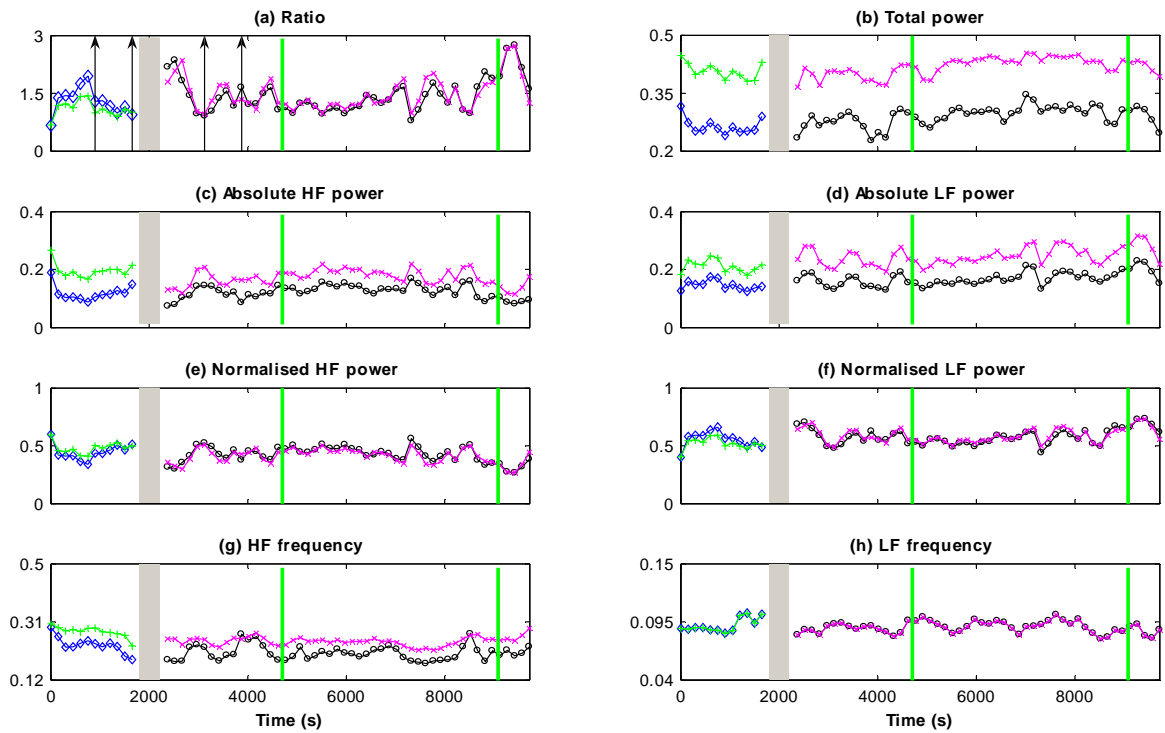 (a) Ratio
3
1.5
0
(b) Total power
0.5
0.35
0.2
(c) Absolute HF power
0.4
0.2
0
(d) Absolute LF power
0.4
0.2
0
(e) Normalised HF power
1
0.5
0
(f) Normalised LF power
1
0.5
0
(g) HF frequency
0.5
0.31
0.12
0 2000 4000 6000 8000
Time (s)
(h) LF frequency
0.15
0.095
0.04
0 2000 4000 6000 8000
Time (s)